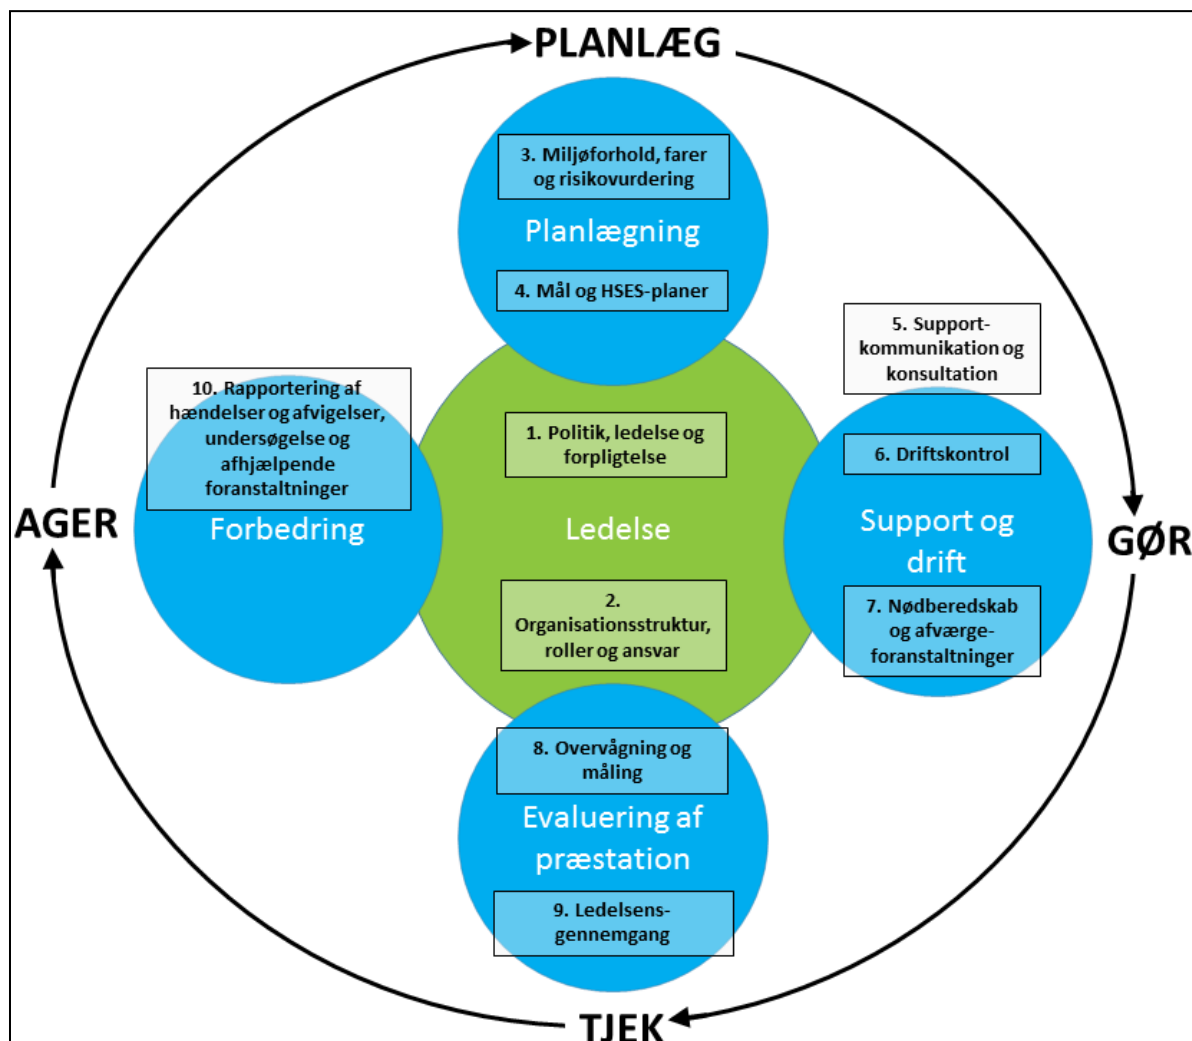 PLANLÆG
3. Miljøforhold, farer
og risikovurdering
Planlægning
4. Mål og HSES-planer
5. Support-
kommunikation og
konsultation
10. Rapportering af
hændelser og afvigelser,
undersøgelse og
afhjælpende
foranstaltninger
1. Politik, ledelse og
forpligtelse
6. Driftskontrol
AGER
Forbedring
Ledelse
Support og
drift
GØR
2.
Organisationsstruktur,
roller og ansvar
7. Nødberedskab
og afværge-
foranstaltninger
8. Overvågning og
måling
Evaluering af
præstation
9. Ledelsens-
gennemgang
TJEK